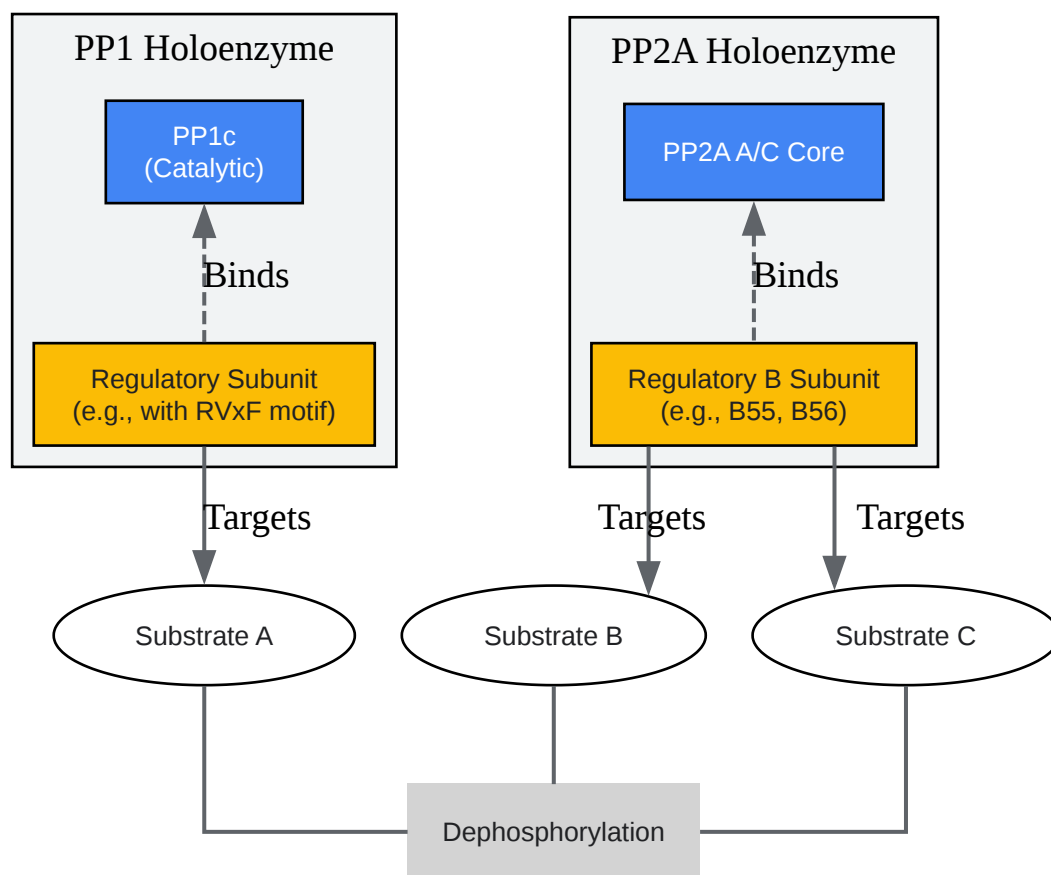 PP1 Holoenzyme
PP1c
(Catalytic)
Binds
Regulatory Subunit
(e.g., with RVxF motif)
PP2A Holoenzyme
PP2A A/C Core
Binds
Regulatory B Subunit
(e.g., B55, B56)
Targets
Targets
Targets
Substrate A
Substrate B
Substrate C
Dephosphorylation